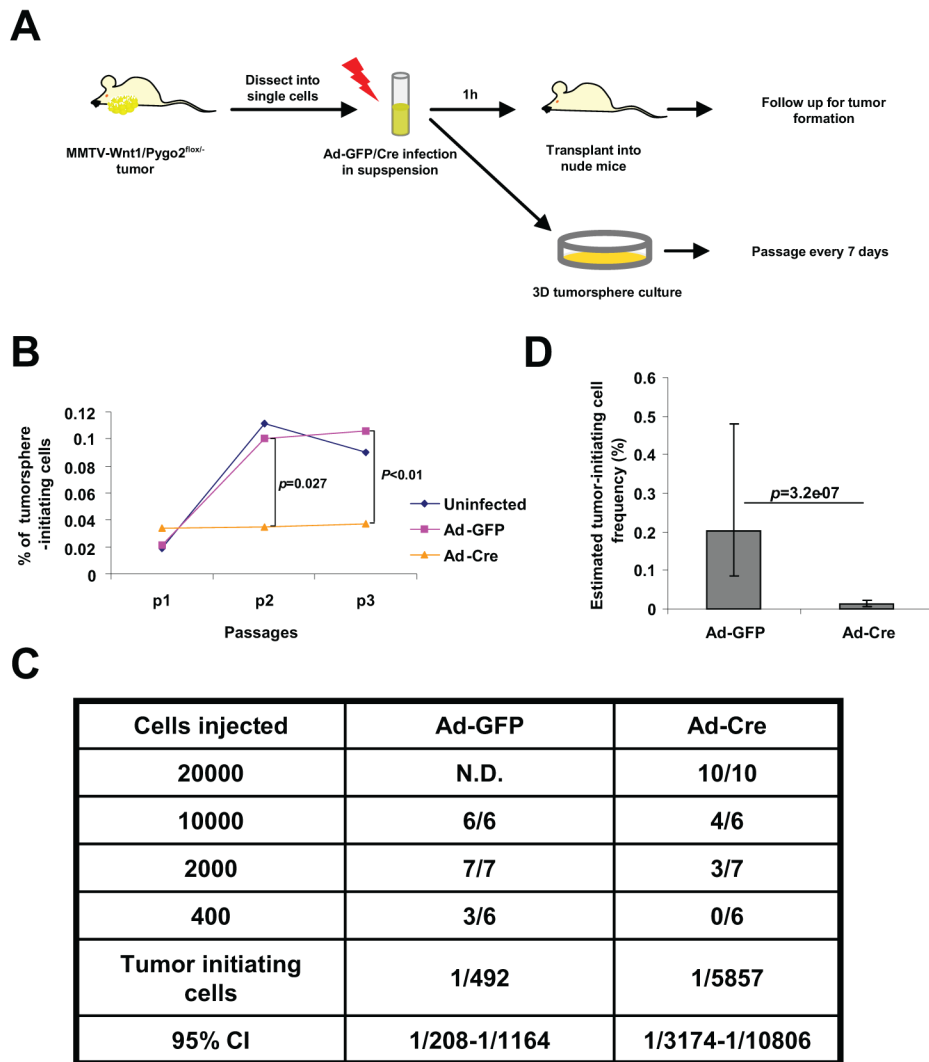 A
Dissect into
single cells
1h
Follow up for tumor
formation
MMTV-Wnt1/Pygo2flox/-
tumor
Ad-GFP/Cre infection
in supspension
Transplant into
nude mice
Passage every 7 days
3D tumorsphere culture
B
% of tumorsphere
-initiating cells
0.12
0.1
0.08
0.06
0.04
0.02
0
p=0.027
P<0.01
Uninfected
Ad-GFP
Ad-Cre
p1 p2 p3
Passages
D
Estimated tumor-initiating cell
frequency (%)
0.6
0.5
0.4
0.3
0.2
0.1
0
p=3.2e-07
Ad-GFP Ad-Cre
C
Cells injected Ad-GFP Ad-Cre
20000 N.D. 10/10
10000 6/6 4/6
2000 7/7 3/7
400 3/6 0/6
Tumor initiating
cells 1/492 1/5857
95% CI 1/208-1/1164 1/3174-1/10806